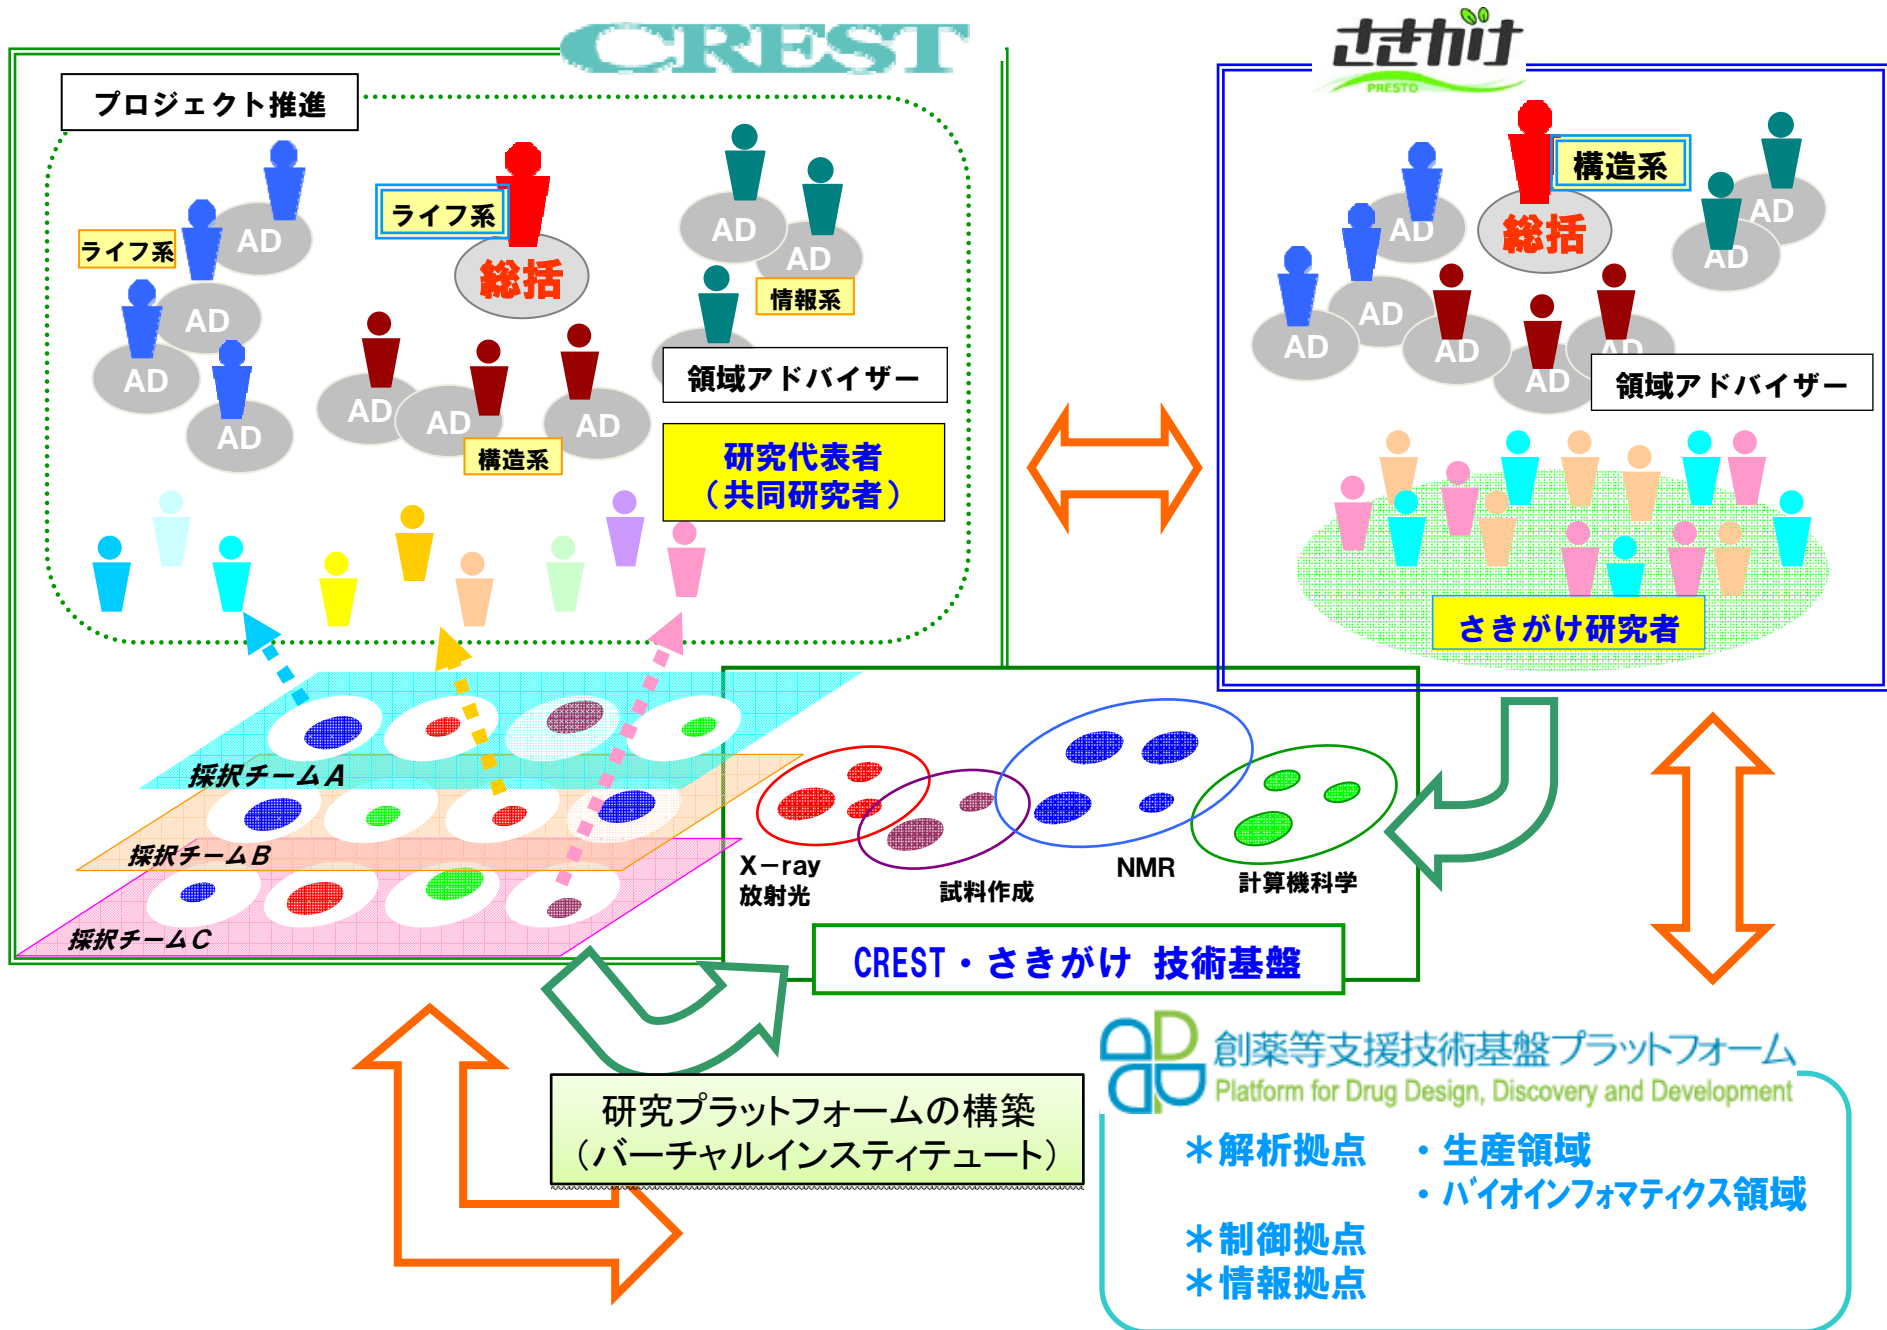 CREST
プロジェクト推進
ライフ系
AD
ライフ系
総括
AD
AD
AD
情報系
AD
AD
AD
AD
AD
AD
構造系
領域アドバイザー
研究代表者
（共同研究者）
さきがけ
PRESTO
構造系
総括
AD
AD
AD
AD
AD
AD
AD
AD
領域アドバイザー
さきがけ研究者
採択チームA
採択チームB
採択チームC
X－ray
放射光
試料作成
NMR
計算機科学
CREST・さきがけ 技術基盤
研究プラットフォームの構築
（バーチャルインスティテュート）
創薬等支援技術基盤プラットフォーム
Platform for Drug Design, Discovery and Development
＊解析拠点 ・生産領域
・バイオインフォマティクス領域
＊制御拠点
＊情報拠点